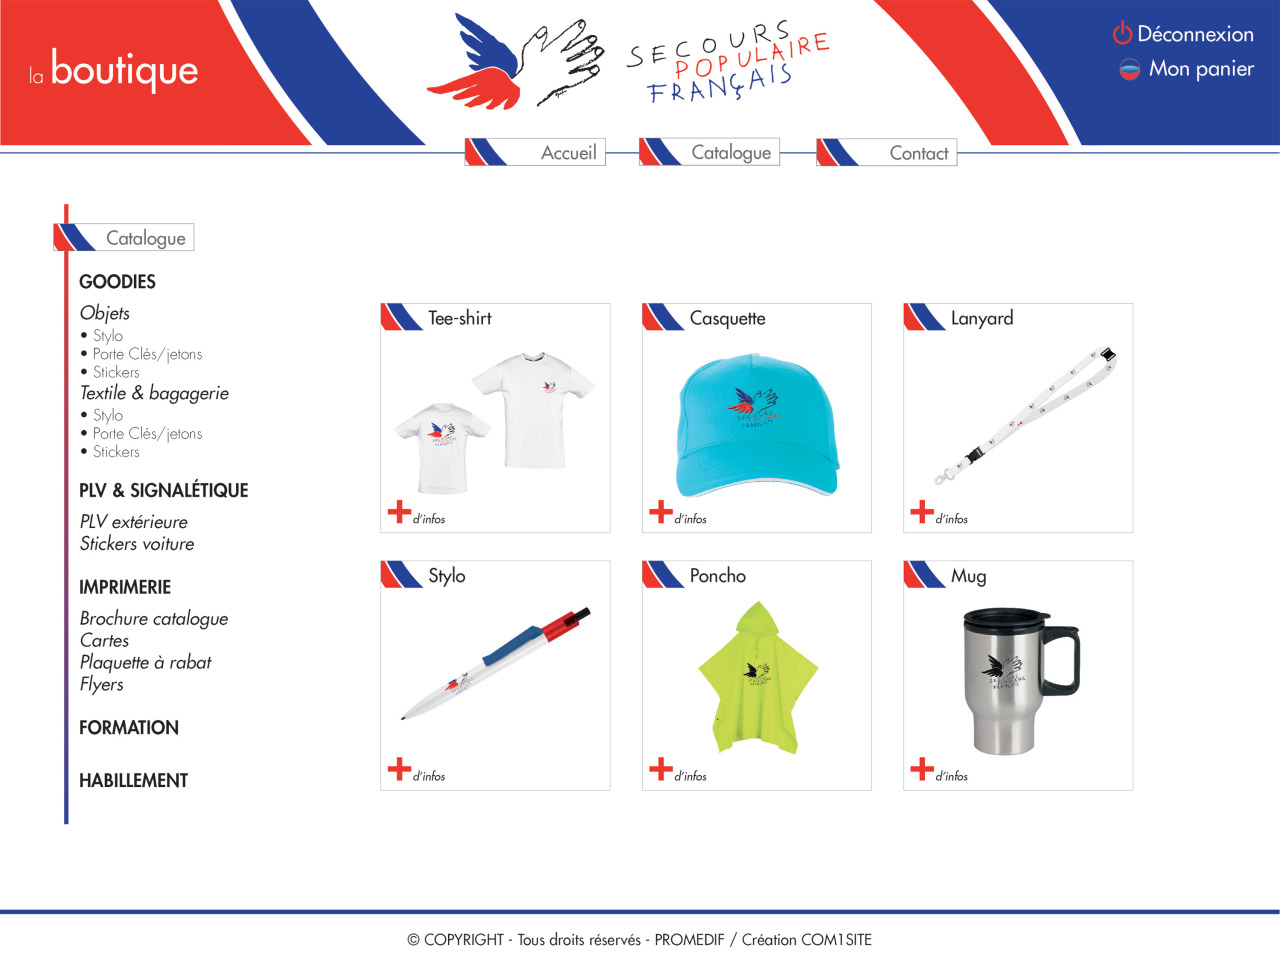 la boutique
SECOURS
POPULAIRE
FRANÇAIS
Déconnexion
Mon panier
Accueil
Catalogue
Contact
Catalogue
GOODIES
Objets
• Stylo
• Porte Clés/jetons
• Stickers
Textile & bagagerie
• Stylo
• Porte Clés/jetons
• Stickers
PLV & SIGNALÉTIQUE
PLV extérieure
Stickers voiture
IMPRIMERIE
Brochure catalogue
Cartes
Plaquette à rabat
Flyers
FORMATION
HABILLEMENT
Tee-shirt
d'infos
Casquette
d'infos
Lanyard
d'infos
Stylo
d'infos
Poncho
d'infos
Mug
d'infos
© COPYRIGHT - Tous droits réservés - PROMEDIF / Création COM1SITE